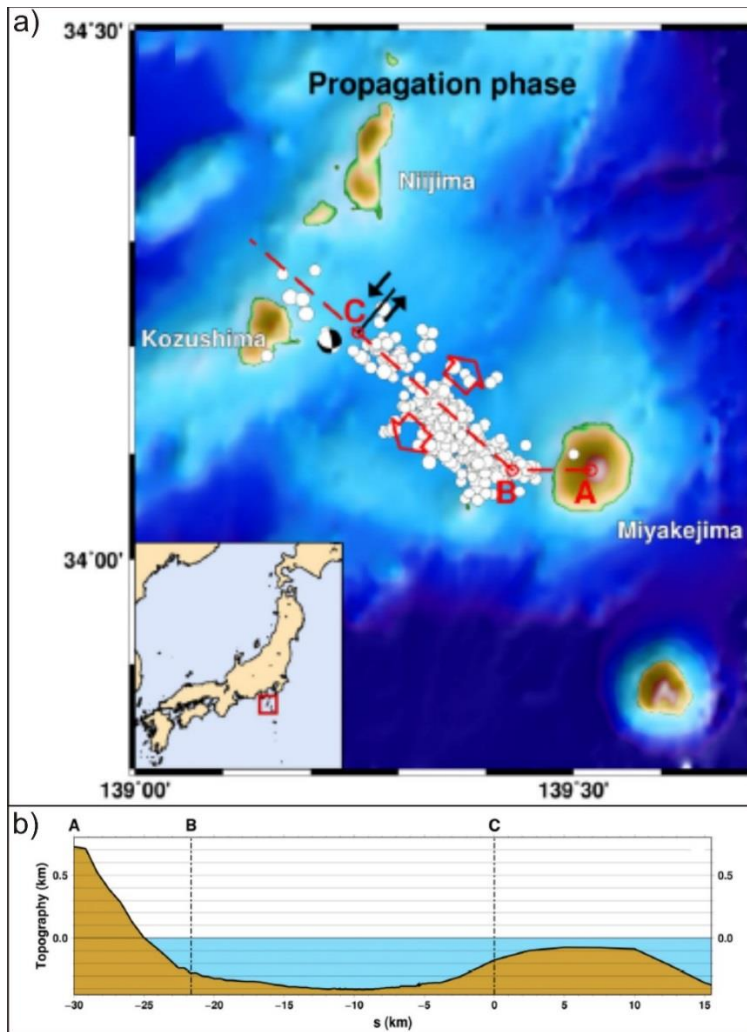 a)
34˚30'
Propagation phase
Niijima
C
Kozushima
B
A
Miyakejima
34˚00'
139˚00'
139˚30'
b)
A B C
Topography (km)
0.5 0.5
0.0 0.0
−30 −25 −20 −15 −10 −5 0 5 10 15
s (km)